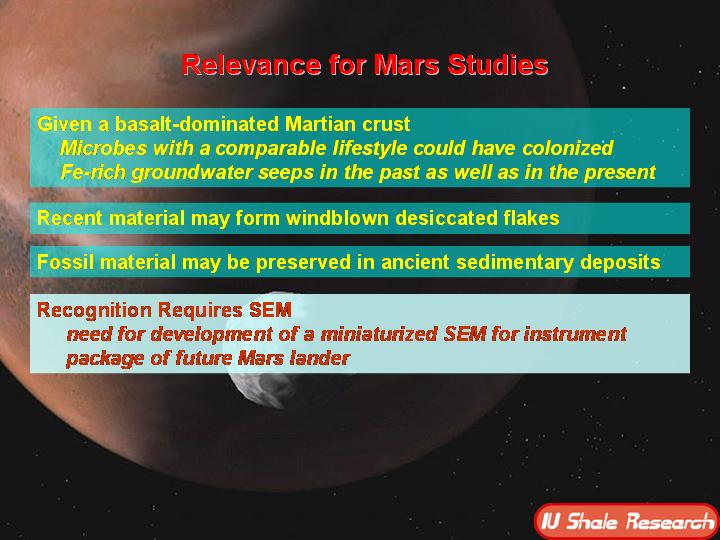 Relevance for Mars Studies
Given a basalt-dominated Martian crust
Microbes with a comparable lifestyle could have colonized
Fe-rich groundwater seeps in the past as well as in the present
Recent material may form windblown desiccated flakes
Fossil material may be preserved in ancient sedimentary deposits
Recognition Requires SEM
need for development of a miniaturized SEM for instrument
package of future Mars lander
IU Shale Research